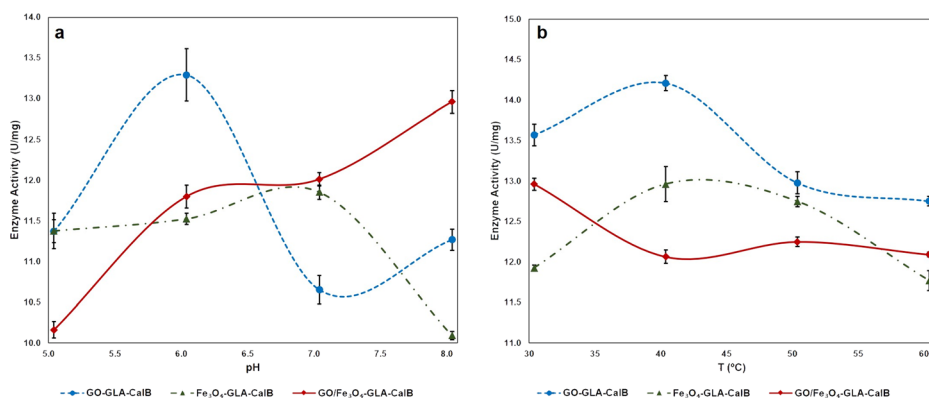 a
14.0
13.5
13.0
12.5
12.0
11.5
11.0
10.5
10.0
Enzyme Activity (U/mg)
5.0 5.5 6.0 6.5 7.0 7.5 8.0
pH
GO-GLA-CalB Fe₃O₄-GLA-CalB GO/Fe₃O₄-GLA-CalB
b
15.0
14.5
14.0
13.5
13.0
12.5
12.0
11.5
11.0
Enzyme Activity (U/mg)
30 35 40 45 50 55 60
T (ºC)
GO-GLA-CalB Fe₃O₄-GLA-CalB GO/Fe₃O₄-GLA-CalB